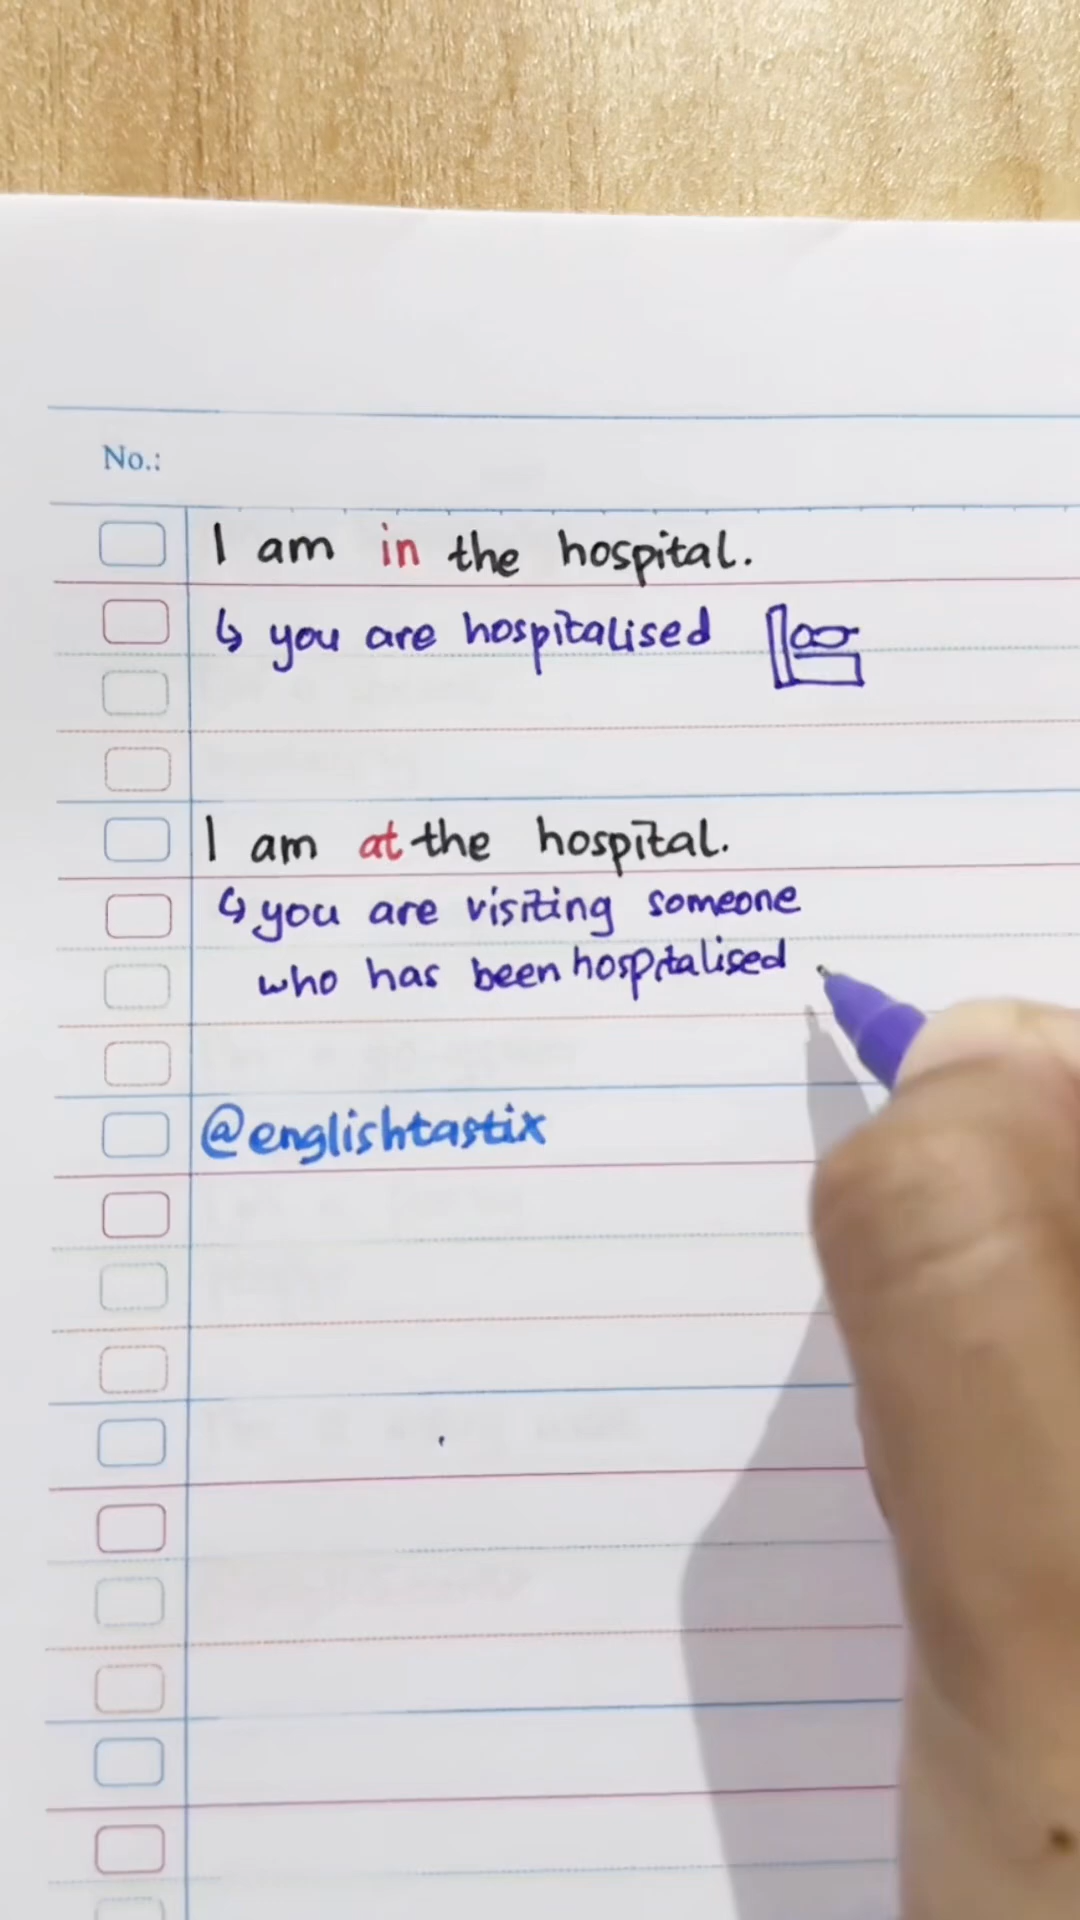 No.:
I am in the hospital.
↳ you are hospitalised
I am at the hospital.
↳ you are visiting someone
who has been hospitalised
@englishtastix